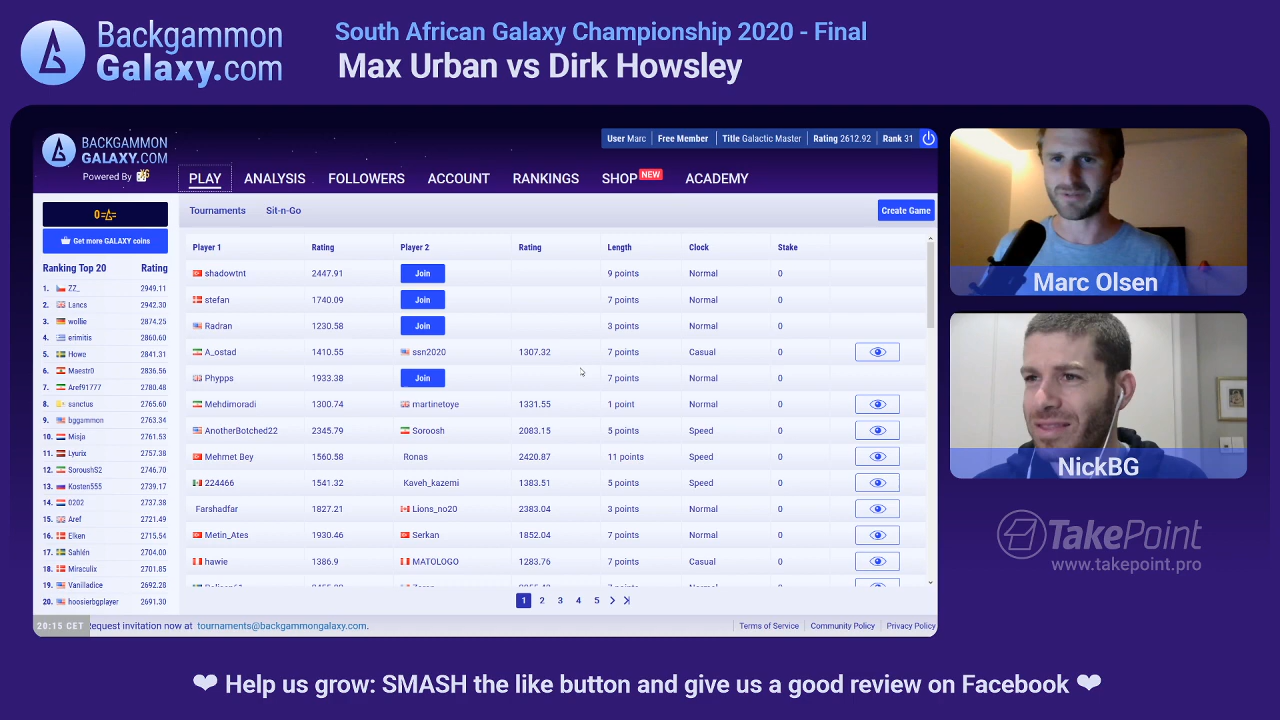 Backgammon
Galaxy.com
South African Galaxy Championship 2020 - Final
Max Urban vs Dirk Howsley
BACKGAMMON
GALAXY.COM
Powered By
User Marc Free Member Title Galactic Master Rating 2612.92 Rank 31
PLAY ANALYSIS FOLLOWERS ACCOUNT RANKINGS SHOP NEW ACADEMY
0
Get more GALAXY coins
Ranking Top 20 Rating
1. ZZ_ 2949.11
2. Lancs 2942.30
3. wollie 2874.25
4. erimitis 2860.60
5. Howe 2841.31
6. Maestr0 2836.56
7. Aref91777 2780.48
8. sanctus 2765.60
9. bggammon 2763.34
10. Misja 2761.53
11. Lyurix 2757.38
12. SoroushS2 2746.70
13. Kosten555 2739.17
14. 0202 2737.38
15. Aref 2721.49
16. Elken 2715.54
17. Sahlén 2704.00
18. Miraculix 2701.85
19. Vanilladice 2692.28
20. hoosierbgplayer 2691.30
Tournaments Sit-n-Go Create Game
Player 1 Rating Player 2 Rating Length Clock Stake
shadowtnt 2447.91 Join 9 points Normal 0
stefan 1740.09 Join 7 points Normal 0
Radran 1230.58 Join 3 points Normal 0
A_ostad 1410.55 ssn2020 1307.32 7 points Casual 0
Phypps 1933.38 Join 7 points Normal 0
Mehdimoradi 1300.74 martinetoye 1331.55 1 point Normal 0
AnotherBotched22 2345.79 Soroosh 2083.15 5 points Speed 0
Mehmet Bey 1560.58 Ronaa 2420.87 11 points Speed 0
224466 1541.32 Kaveh_kazemi 1383.51 5 points Speed 0
Farshadfar 1827.21 Lions_no20 2383.04 3 points Normal 0
Metin_Ates 1930.46 Serkan 1852.04 7 points Normal 0
hawie 1386.9 MATOLOGO 1283.76 7 points Casual 0
1 2 3 4 5
20:15 CET
Request invitation now at tournaments@backgammongalaxy.com.
Terms of Service Community Policy Privacy Policy
Marc Olsen
NickBG
TakePoint
www.takepoint.pro
❤ Help us grow: SMASH the like button and give us a good review on Facebook ❤